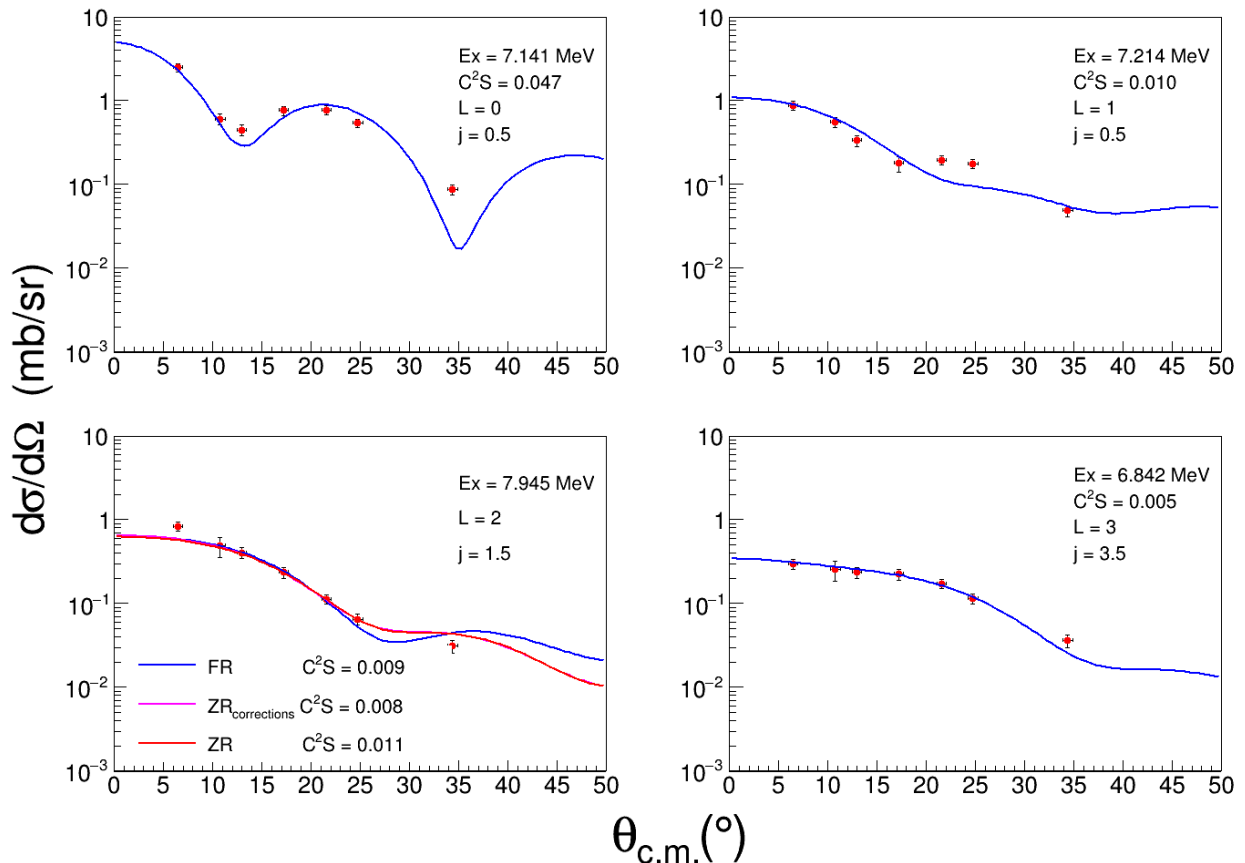 dσ/dΩ (mb/sr)
10
1
10⁻¹
10⁻²
10⁻³
0 5 10 15 20 25 30 35 40 45 50
Ex = 7.141 MeV
C²S = 0.047
L = 0
j = 0.5
10
1
10⁻¹
10⁻²
10⁻³
0 5 10 15 20 25 30 35 40 45 50
Ex = 7.214 MeV
C²S = 0.010
L = 1
j = 0.5
10
1
10⁻¹
10⁻²
10⁻³
0 5 10 15 20 25 30 35 40 45 50
Ex = 7.945 MeV
L = 2
j = 1.5
FR C²S = 0.009
ZRcorrections C²S = 0.008
ZR C²S = 0.011
10
1
10⁻¹
10⁻²
10⁻³
0 5 10 15 20 25 30 35 40 45 50
Ex = 6.842 MeV
C²S = 0.005
L = 3
j = 3.5
θc.m.(°)